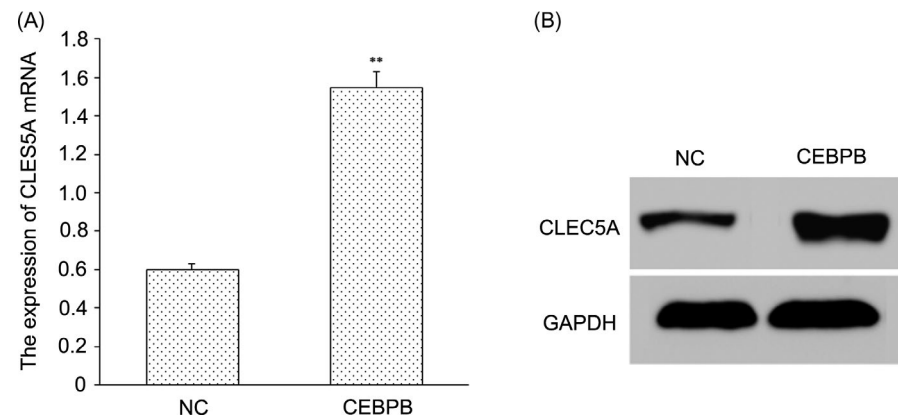 (A)
The expression of CLES5A mRNA
1.8
1.6
1.4
1.2
1.0
0.8
0.6
0.4
0.2
0
**
NC
CEBPB
(B)
NC
CEBPB
CLEC5A
GAPDH